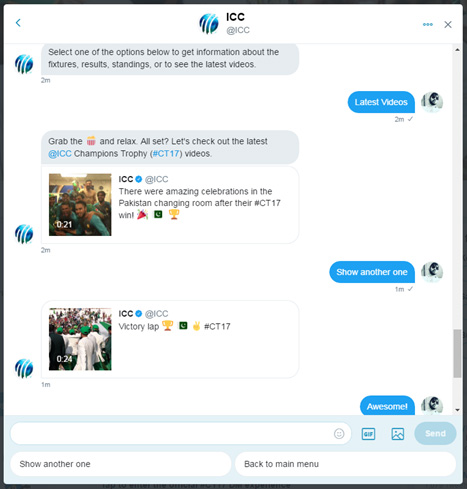 ICC
@ICC
Select one of the options below to get information about the
fixtures, results, standings, or to see the latest videos.
2m
Latest Videos
2m ✓
Grab the 🍿 and relax. All set? Let's check out the latest
@ICC Champions Trophy (#CT17) videos.
ICC @ICC
There were amazing celebrations in the
Pakistan changing room after their #CT17
win! 🎉 🇵🇰 🏆
0:21
2m
Show another one
1m ✓
ICC @ICC
Victory lap 🏆 🇵🇰 ✌ #CT17
0:24
1m
Awesome!
GIF
Send
Show another one
Back to main menu